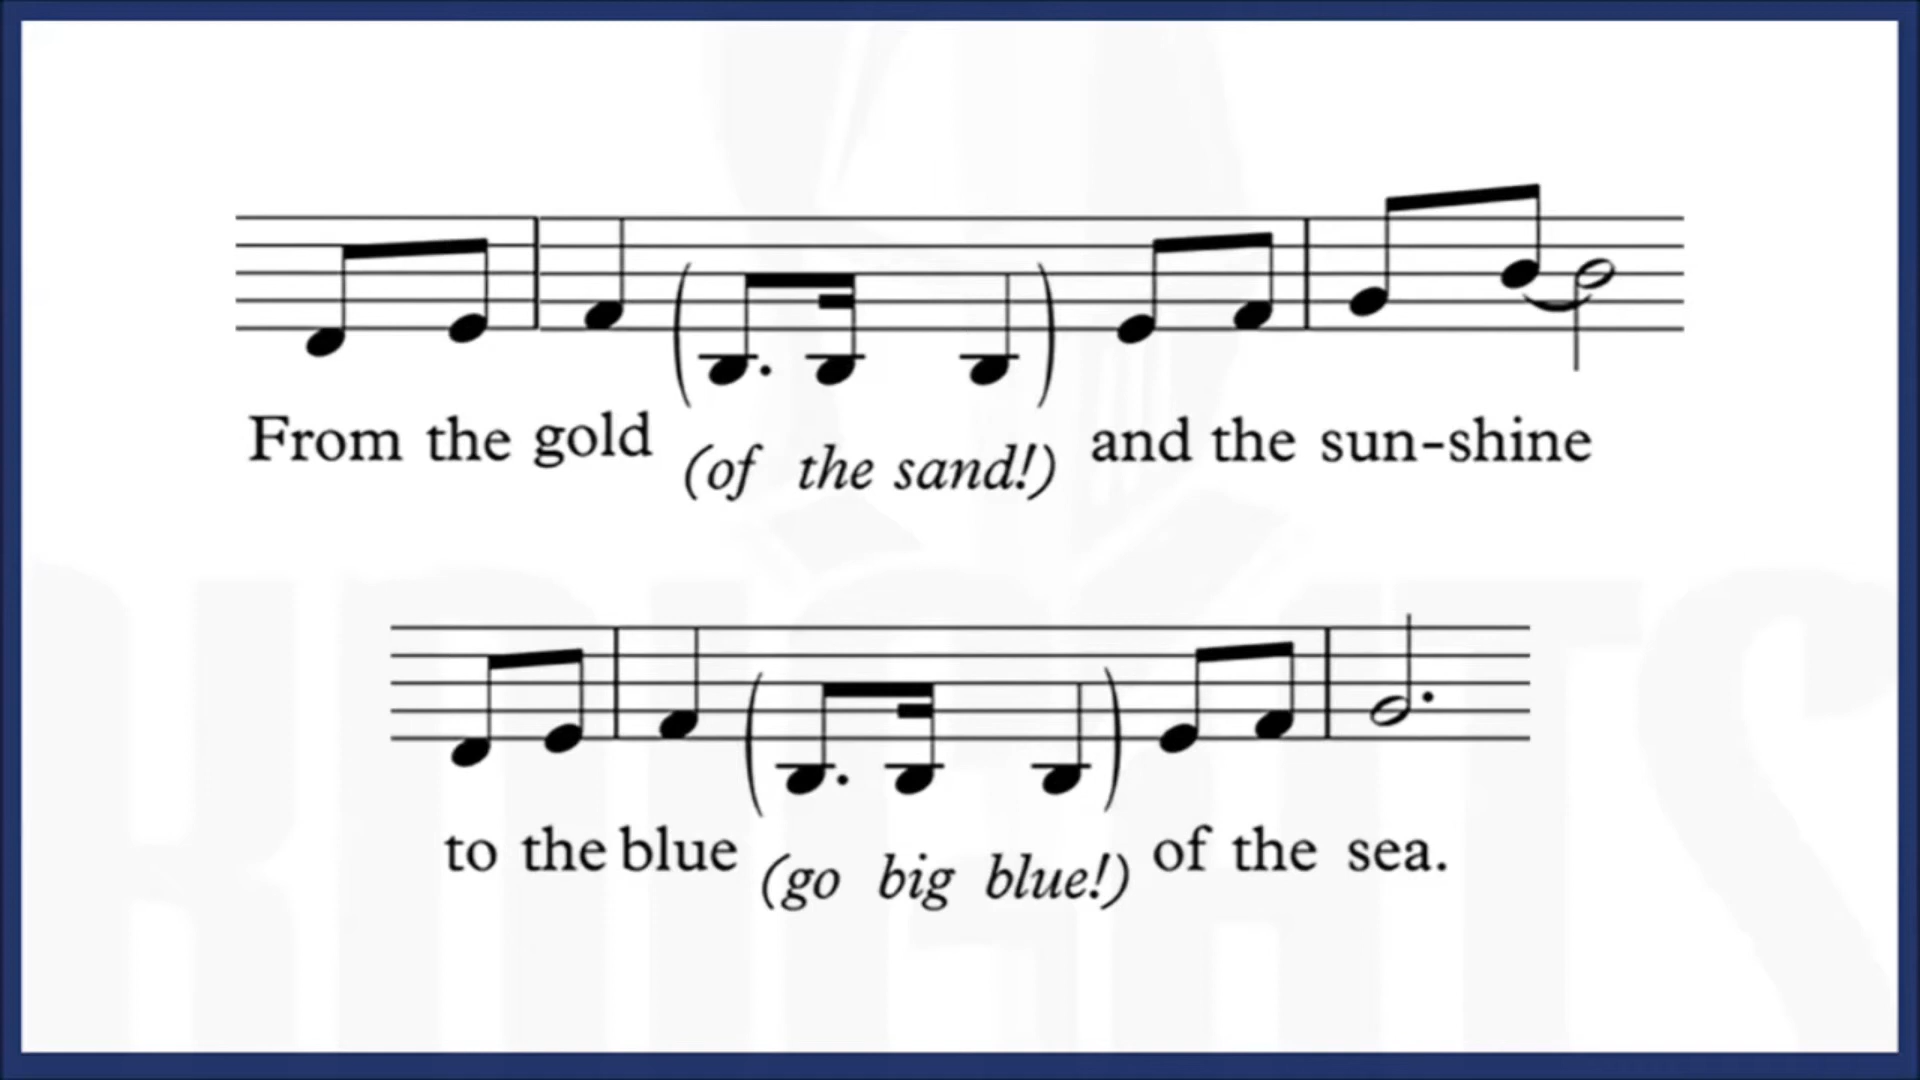 From the gold (of the sand!) and the sun-shine
to the blue (go big blue!) of the sea.
KNIGHTS